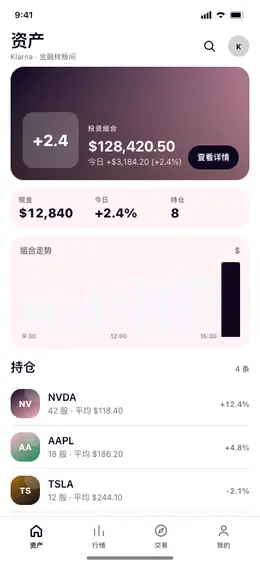 9:41
资产
Klarna · 金融样板间
K
+2.4
投资组合
$128,420.50
今日 +$3,184.20 (+2.4%)
查看详情
现金 今日 持仓
$12,840 +2.4% 8
组合走势 $
9:30 12:00 15:00
持仓 4 条
NV
NVDA
42 股 · 平均 $118.40
+12.4%
AA
AAPL
18 股 · 平均 $186.20
+4.8%
TS
TSLA
12 股 · 平均 $244.10
-2.1%
资产 行情 交易 我的